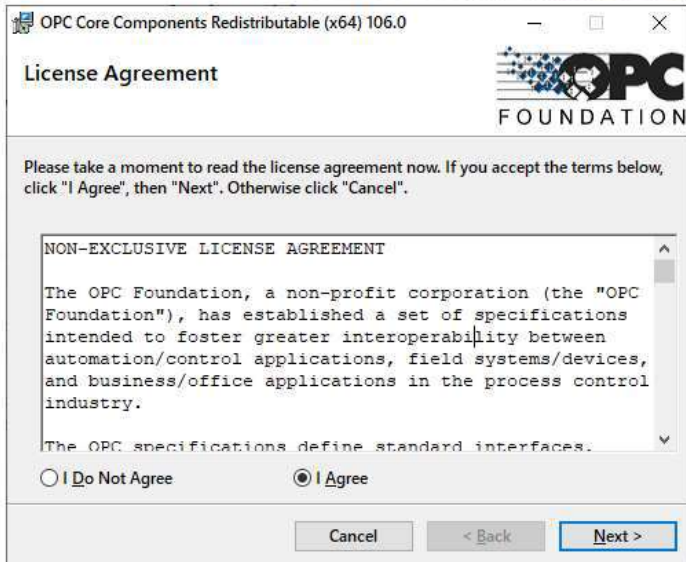 OPC Core Components Redistributable (x64) 106.0
License Agreement
OPC
FOUNDATION
Please take a moment to read the license agreement now. If you accept the terms below,
click "I Agree", then "Next". Otherwise click "Cancel".
NON-EXCLUSIVE LICENSE AGREEMENT
The OPC Foundation, a non-profit corporation (the "OPC
Foundation"), has established a set of specifications
intended to foster greater interoperability between
automation/control applications, field systems/devices,
and business/office applications in the process control
industry.
The OPC specifications define standard interfaces,
I Do Not Agree
I Agree
Cancel
< Back
Next >